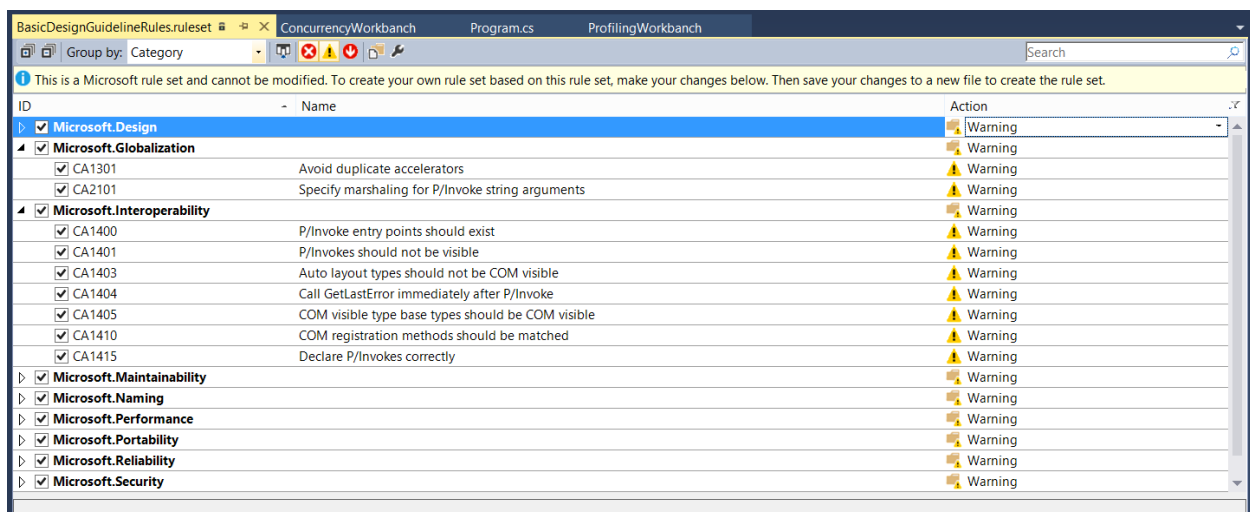 BasicDesignGuidelineRules.ruleset ConcurrencyWorkbanch Program.cs ProfilingWorkbanch
Group by: Category Search
This is a Microsoft rule set and cannot be modified. To create your own rule set based on this rule set, make your changes below. Then save your changes to a new file to create the rule set.
ID Name Action
Microsoft.Design Warning
Microsoft.Globalization Warning
CA1301 Avoid duplicate accelerators Warning
CA2101 Specify marshaling for P/Invoke string arguments Warning
Microsoft.Interoperability Warning
CA1400 P/Invoke entry points should exist Warning
CA1401 P/Invokes should not be visible Warning
CA1403 Auto layout types should not be COM visible Warning
CA1404 Call GetLastError immediately after P/Invoke Warning
CA1405 COM visible type base types should be COM visible Warning
CA1410 COM registration methods should be matched Warning
CA1415 Declare P/Invokes correctly Warning
Microsoft.Maintainability Warning
Microsoft.Naming Warning
Microsoft.Performance Warning
Microsoft.Portability Warning
Microsoft.Reliability Warning
Microsoft.Security Warning